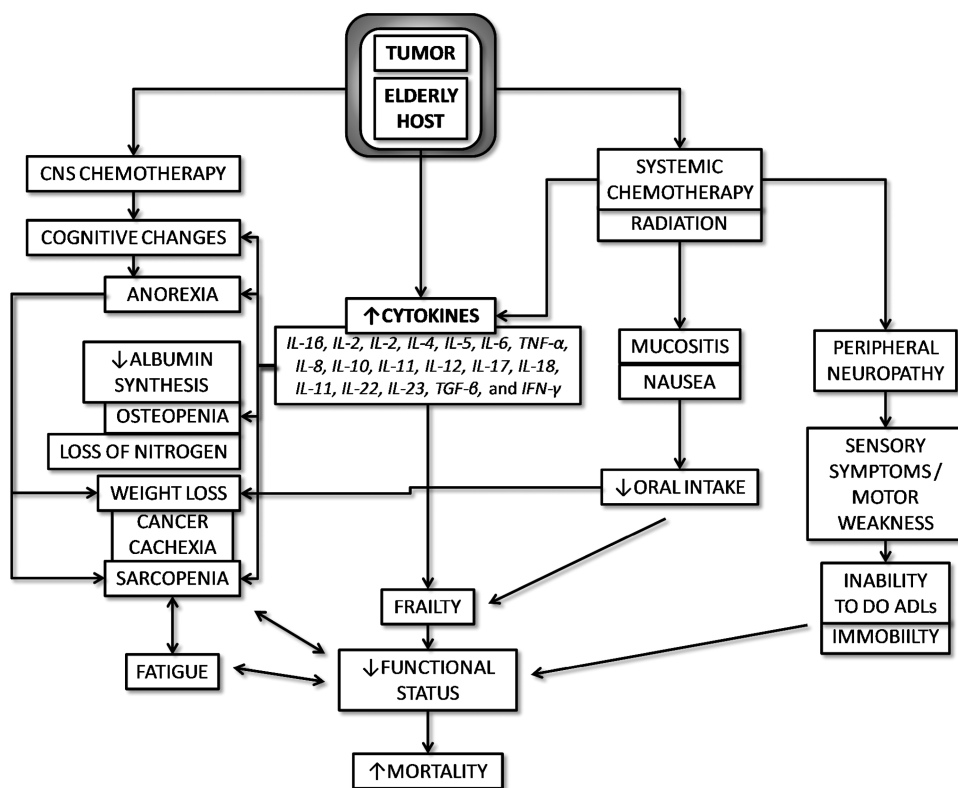 TUMOR
ELDERLY
HOST
CNS CHEMOTHERAPY
COGNITIVE CHANGES
ANOREXIA
↓ALBUMIN
SYNTHESIS
OSTEOPENIA
LOSS OF NITROGEN
WEIGHT LOSS
CANCER
CACHEXIA
SARCOPENIA
FATIGUE
↑CYTOKINES
IL-1β, IL-2, IL-2, IL-4, IL-5, IL-6, TNF-α,
IL-8, IL-10, IL-11, IL-12, IL-17, IL-18,
IL-11, IL-22, IL-23, TGF-β, and IFN-γ
FRAILTY
↓FUNCTIONAL
STATUS
↑MORTALITY
SYSTEMIC
CHEMOTHERAPY
RADIATION
MUCOSITIS
NAUSEA
↓ORAL INTAKE
PERIPHERAL
NEUROPATHY
SENSORY
SYMPTOMS/
MOTOR
WEAKNESS
INABILITY
TO DO ADLs
IMMOBIILTY